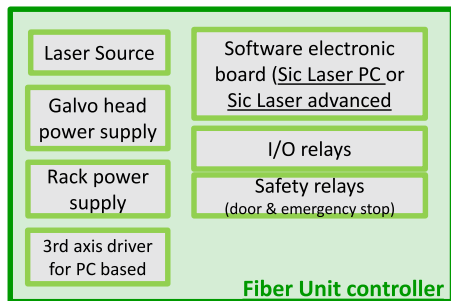 Laser Source
Galvo head
power supply
Rack power
supply
3rd axis driver
for PC based
Software electronic
board (Sic Laser PC or
Sic Laser advanced
I/O relays
Safety relays
(door & emergency stop)
Fiber Unit controller